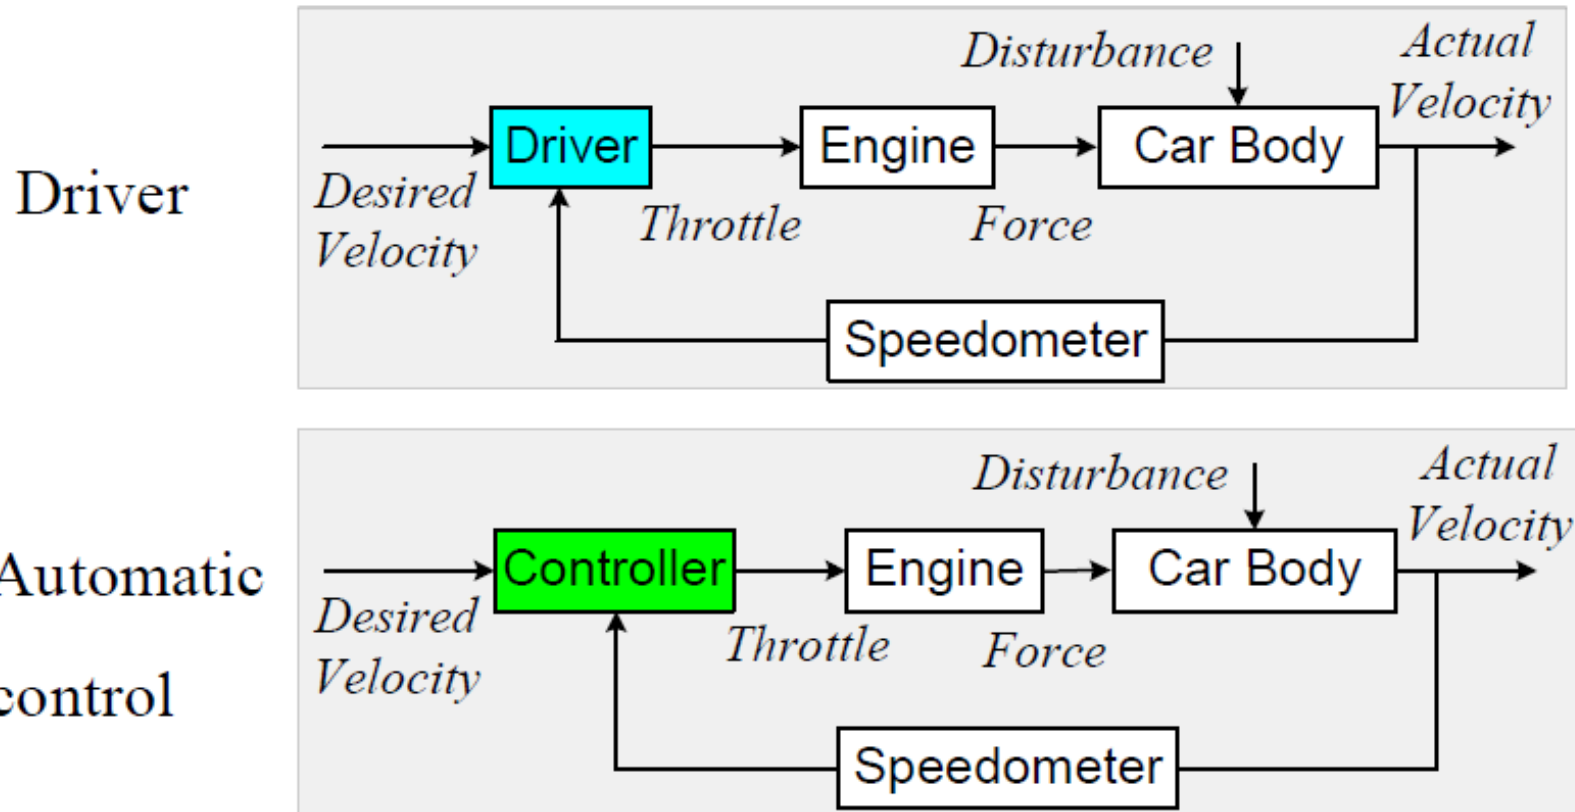 Driver
Disturbance
Actual
Velocity
Driver
Engine
Car Body
Desired
Velocity
Throttle
Force
Speedometer
Automatic
control
Disturbance
Actual
Velocity
Controller
Engine
Car Body
Desired
Velocity
Throttle
Force
Speedometer